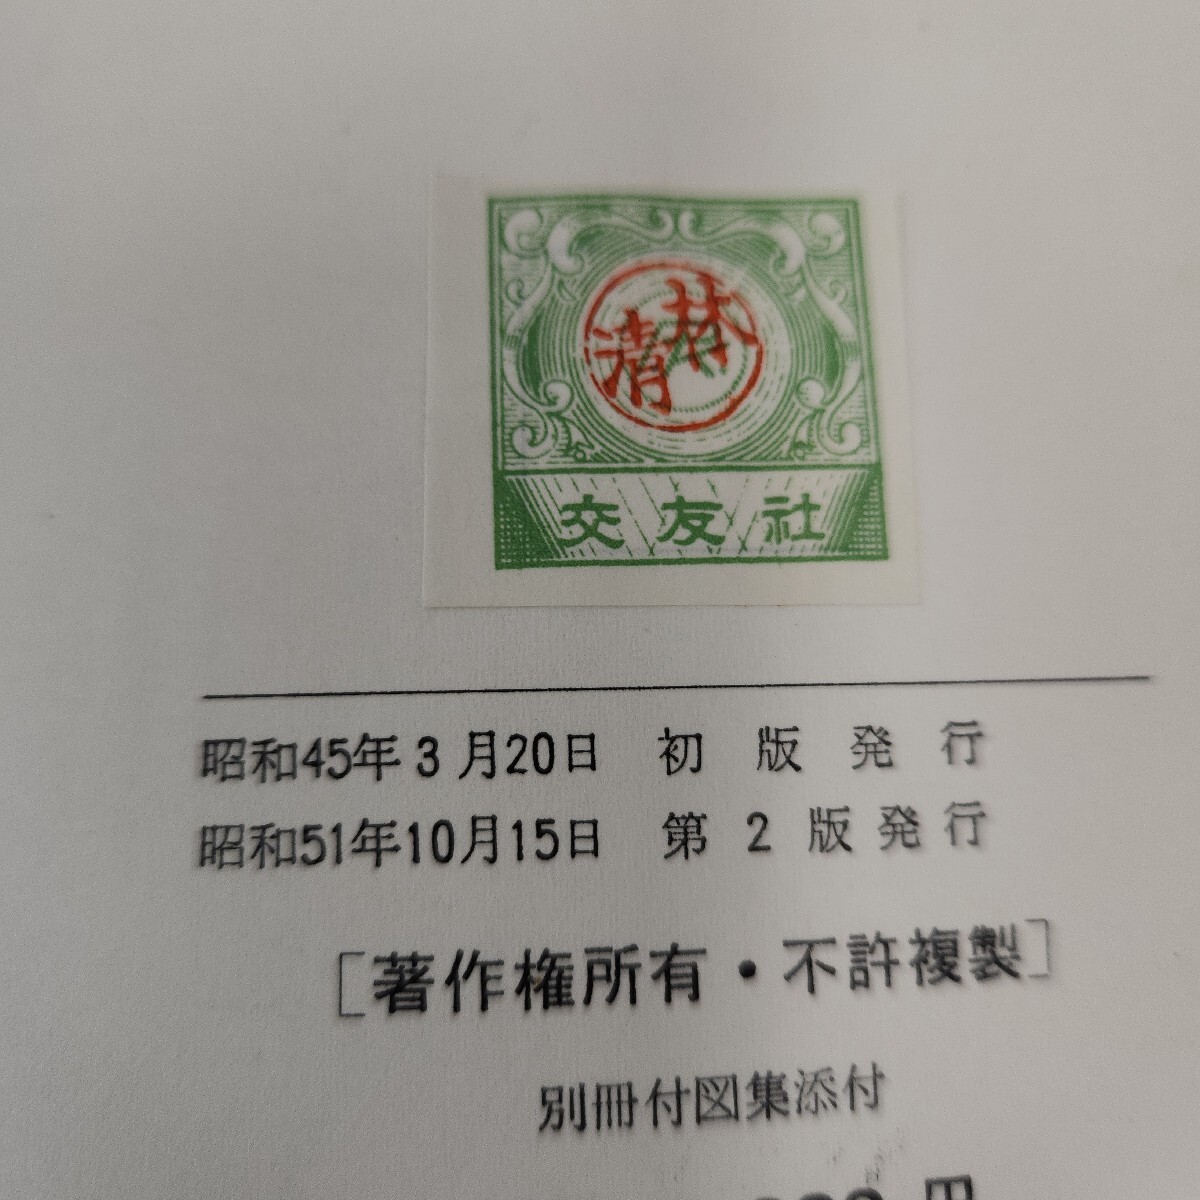 林
清
交友社
昭和45年3月20日 初版発行
昭和51年10月15日 第2版発行
[著作権所有・不許複製]
別冊付図集添付
円